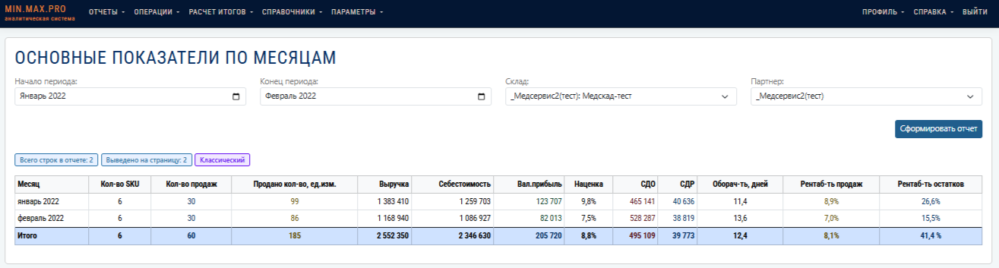 MIN.MAX.PRO
аналитическая система
ОТЧЕТЫ ОПЕРАЦИИ РАСЧЕТ ИТОГОВ СПРАВОЧНИКИ ПАРАМЕТРЫ ПРОФИЛЬ СПРАВКА ВЫЙТИ
ОСНОВНЫЕ ПОКАЗАТЕЛИ ПО МЕСЯЦАМ
Начало периода: Конец периода: Склад: Партнер:
Январь 2022 Февраль 2022 _Медсервис2(тест): Медскад-тест _Медсервис2(тест)
Сформировать отчет
Всего строк в отчете: 2 Выведено на страницу: 2 Классический
Месяц Кол-во SKU Кол-во продаж Продано кол-во, ед.изм. Выручка Себестоимость Вал.прибыль Наценка СДО СДР Оборач-ть, дней Рентаб-ть продаж Рентаб-ть остатков
январь 2022 6 30 99 1 383 410 1 259 703 123 707 9,8% 465 141 40 636 11,4 8,9% 26,6%
февраль 2022 6 30 86 1 168 940 1 086 927 82 013 7,5% 528 287 38 819 13,6 7,0% 15,5%
Итого 6 60 185 2 552 350 2 346 630 205 720 8,8% 495 109 39 773 12,4 8,1% 41,4 %